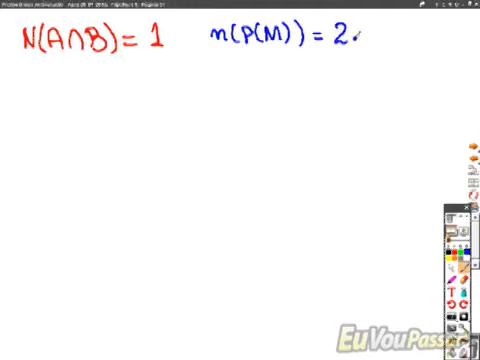 N(A∩B) = 1 n(P(M)) = 2
EuVouPassar